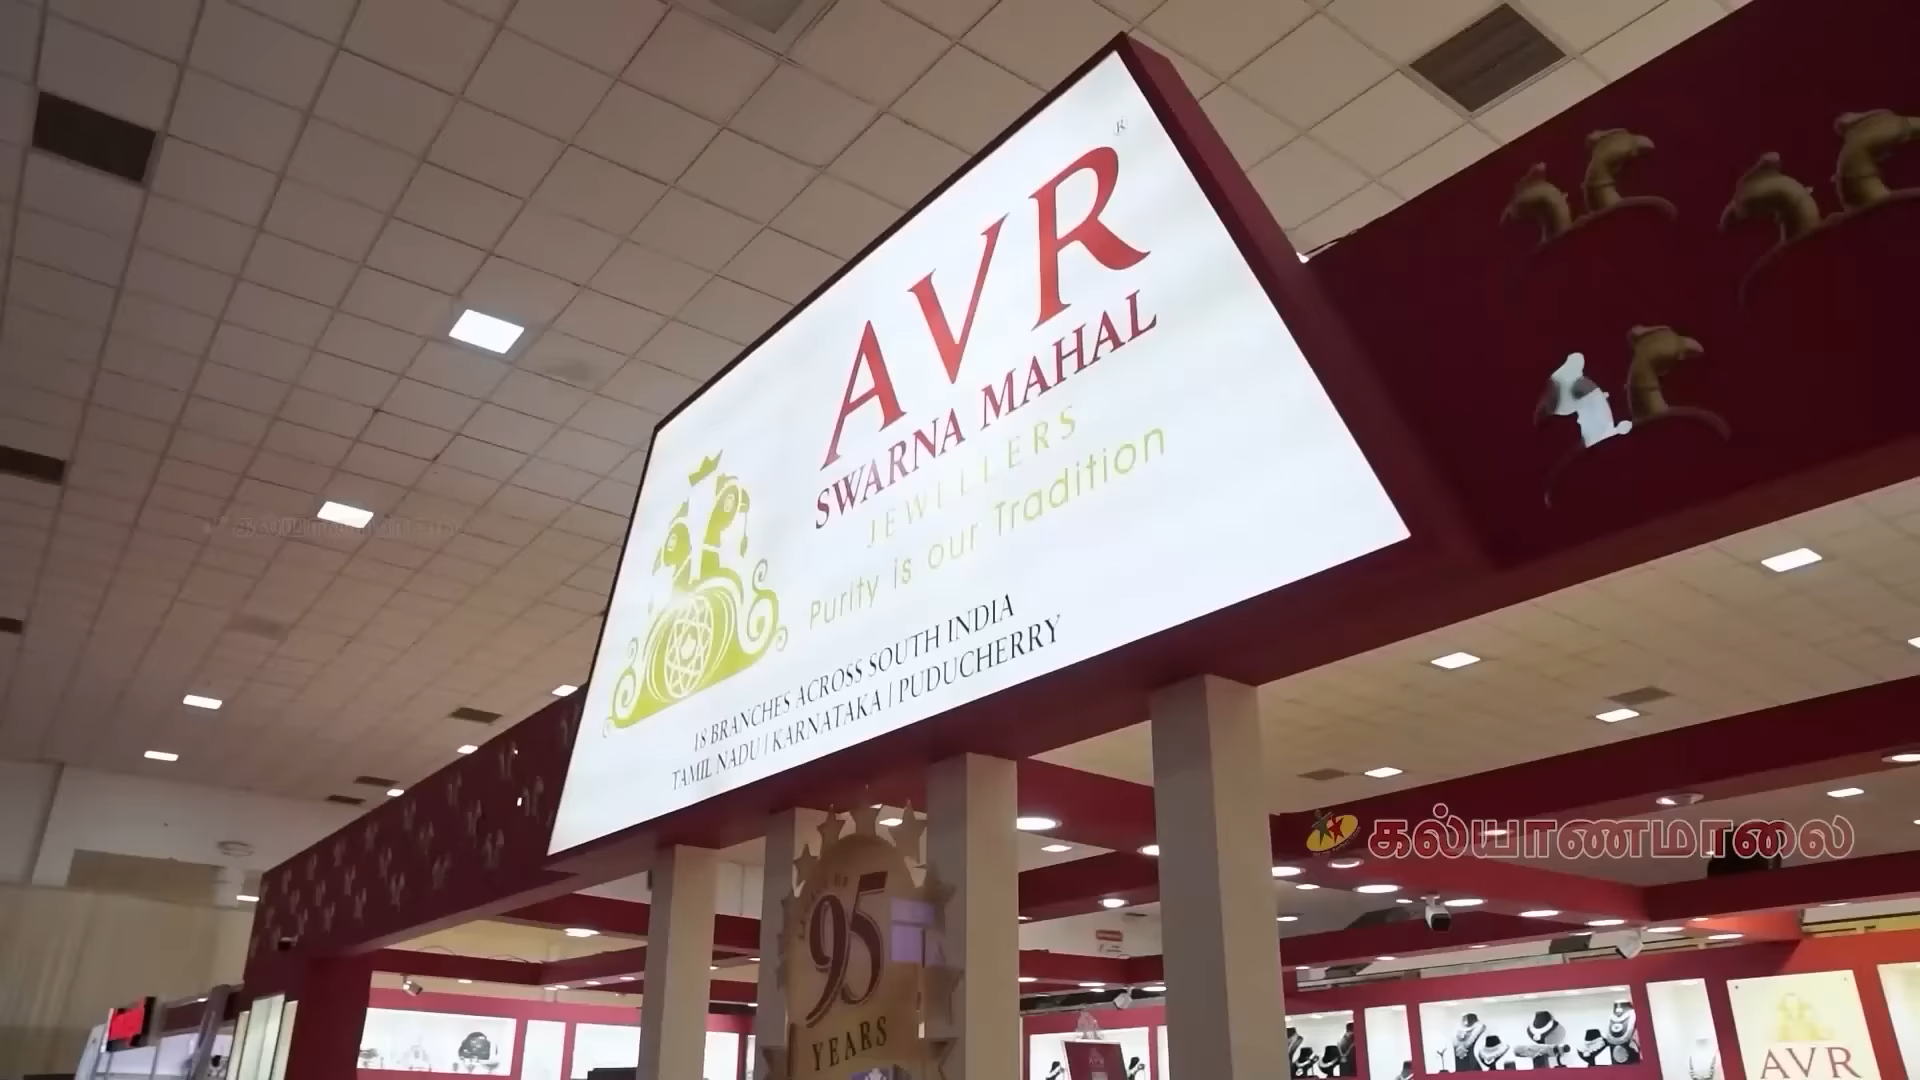 AVR
®
SWARNA MAHAL
JEWELLERS
Purity is our Tradition
18 BRANCHES ACROSS SOUTH INDIA
TAMIL NADU | KARNATAKA | PUDUCHERRY
கல்யாணமாலை
95
YEARS
AVR